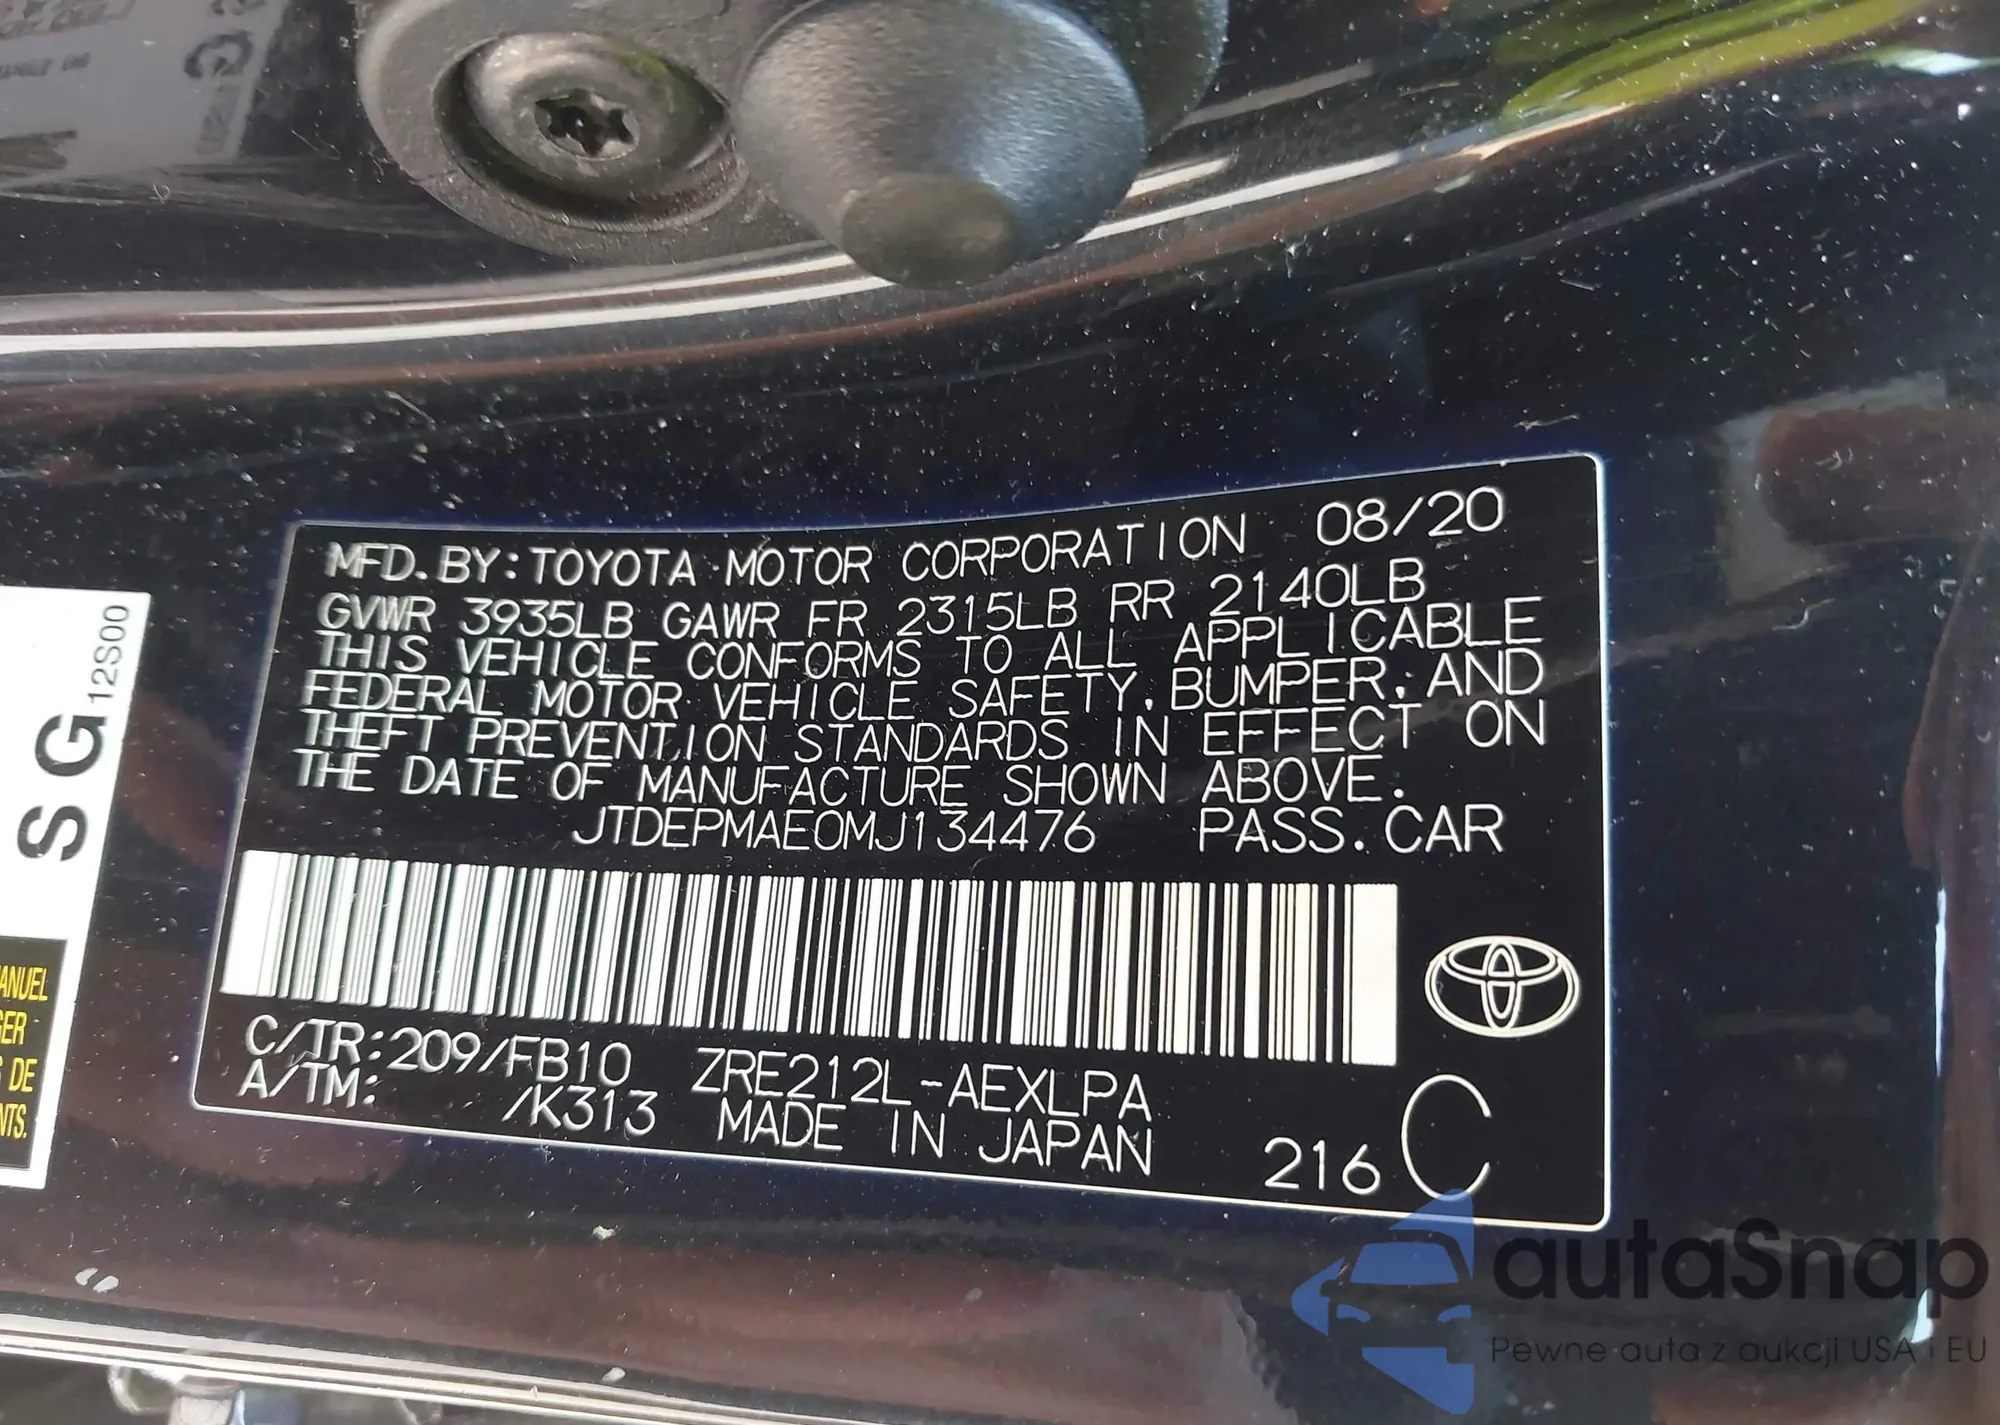 MFD. BY: TOYOTA MOTOR CORPORATION 08/20
GVWR 3935LB GAWR FR 2315LB RR 2140LB
THIS VEHICLE CONFORMS TO ALL APPLICABLE
FEDERAL MOTOR VEHICLE SAFETY, BUMPER, AND
THEFT PREVENTION STANDARDS IN EFFECT ON
THE DATE OF MANUFACTURE SHOWN ABOVE.
JTDEPMAE0MJ134476 PASS. CAR
C/TR: 209/FB10 ZRE212L-AEXLPA
A/TM: /K313 MADE IN JAPAN 216 C
S G 12S00
DE
autaSnap
Pewne auta z aukcji USA i EU